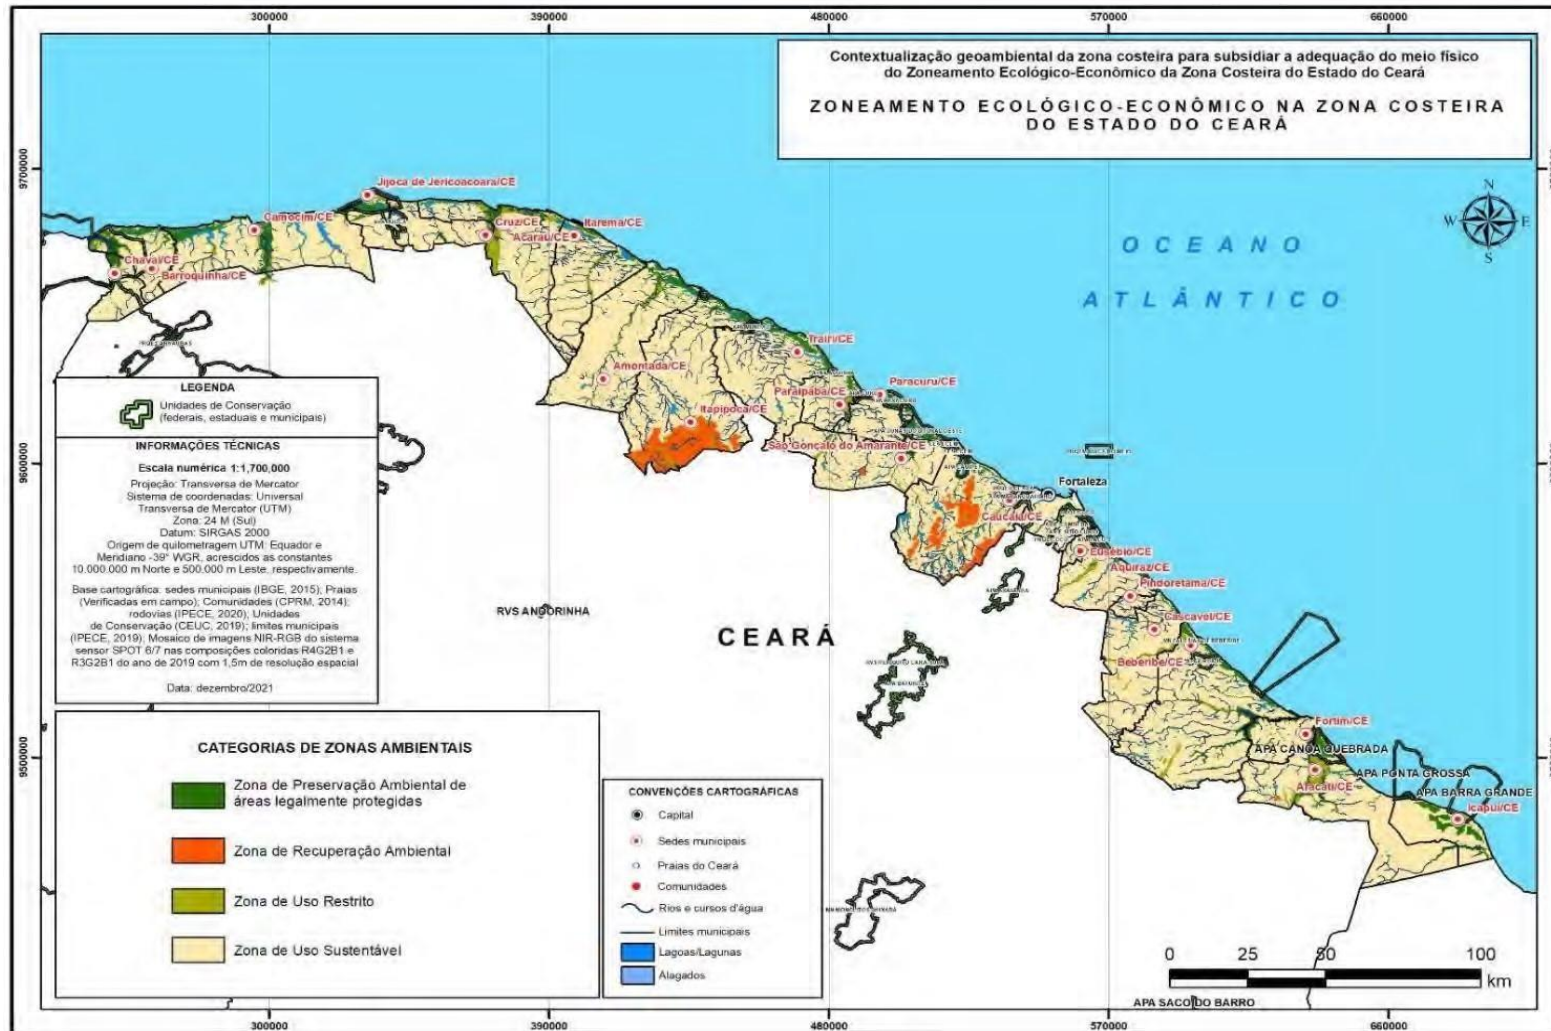 300000 390000 480000 570000 660000
Contextualização geoambiental da zona costeira para subsidiar a adequação do meio físico
do Zoneamento Ecológico-Econômico da Zona Costeira do Estado do Ceará
ZONEAMENTO ECOLÓGICO-ECONÔMICO NA ZONA COSTEIRA
DO ESTADO DO CEARÁ
9700000
Jijoca de Jericoacoara/CE
Camocim/CE
Cruz/CE
Itarema/CE
Acaraú/CE
Chaval/CE
Barroquinha/CE
N
W E
S
OCEANO
ATLÂNTICO
Trairi/CE
Amontada/CE
Paracuru/CE
Paraipaba/CE
Itapipoca/CE
São Gonçalo do Amarante/CE
9600000
Fortaleza
Caucaia/CE
Eusébio/CE
Aquiraz/CE
Pindoretama/CE
Cascavel/CE
Beberibe/CE
RVS ANGORINHA
CEARÁ
Fortim/CE
APA CANOA QUEBRADA
APA PONTA GROSSA
Aracati/CE
APA BARRA GRANDE
Icapuí/CE
9500000
LEGENDA
Unidades de Conservação
(federais, estaduais e municipais)
INFORMAÇÕES TÉCNICAS
Escala numérica 1:1,700,000
Projeção: Transversa de Mercator
Sistema de coordenadas: Universal
Transversa de Mercator (UTM)
Zona: 24 M (Sul)
Datum: SIRGAS 2000
Origem de quilometragem UTM: Equador e
Meridiano -39° WGR, acrescidos as constantes
10.000.000 m Norte e 500.000 m Leste, respectivamente.
Base cartográfica: sedes municipais (IBGE, 2015); Praias
(Verificadas em campo); Comunidades (CPRM, 2014);
rodovias (IPECE, 2020); Unidades
de Conservação (CEUC, 2019); limites municipais
(IPECE, 2019); Mosaico de imagens NIR-RGB do sistema
sensor SPOT 6/7 nas composições coloridas R4G2B1 e
R3G2B1 do ano de 2019 com 1,5m de resolução espacial
Data: dezembro/2021
CATEGORIAS DE ZONAS AMBIENTAIS
Zona de Preservação Ambiental de
áreas legalmente protegidas
Zona de Recuperação Ambiental
Zona de Uso Restrito
Zona de Uso Sustentável
CONVENÇÕES CARTOGRÁFICAS
Capital
Sedes municipais
Praias do Ceará
Comunidades
Rios e cursos d'água
Limites municipais
Lagoas/Lagunas
Alagados
0 25 50 100
km
APA SACO DO BARRO
300000 390000 480000 570000 660000